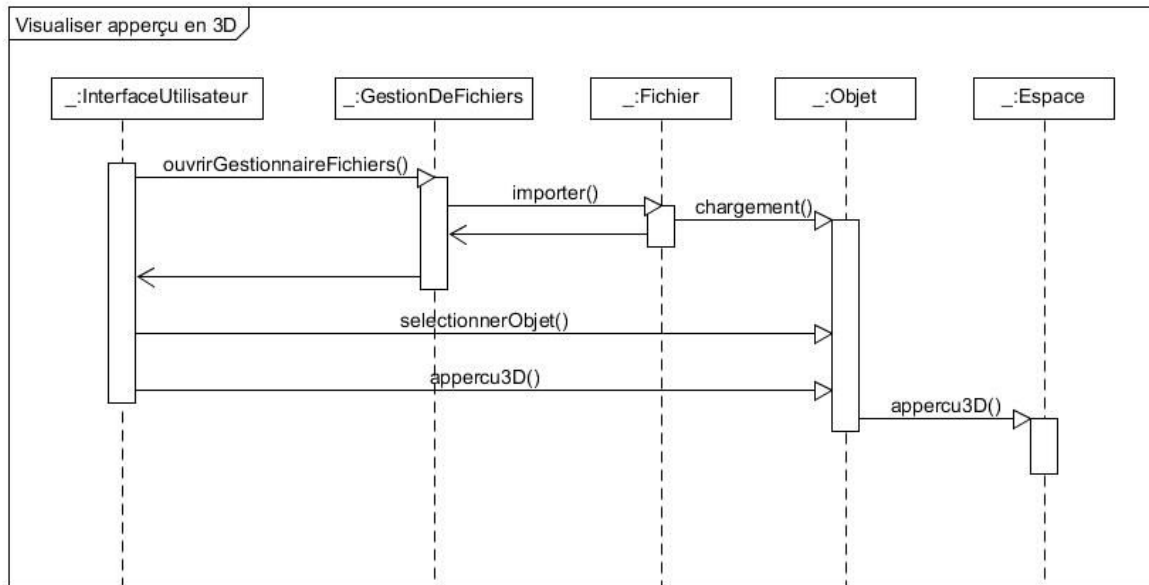 Visualiser apperçu en 3D
_:InterfaceUtilisateur
_:GestionDeFichiers
_:Fichier
_:Objet
_:Espace
ouvrirGestionnaireFichiers()
importer()
chargement()
selectionnerObjet()
appercu3D()
appercu3D()